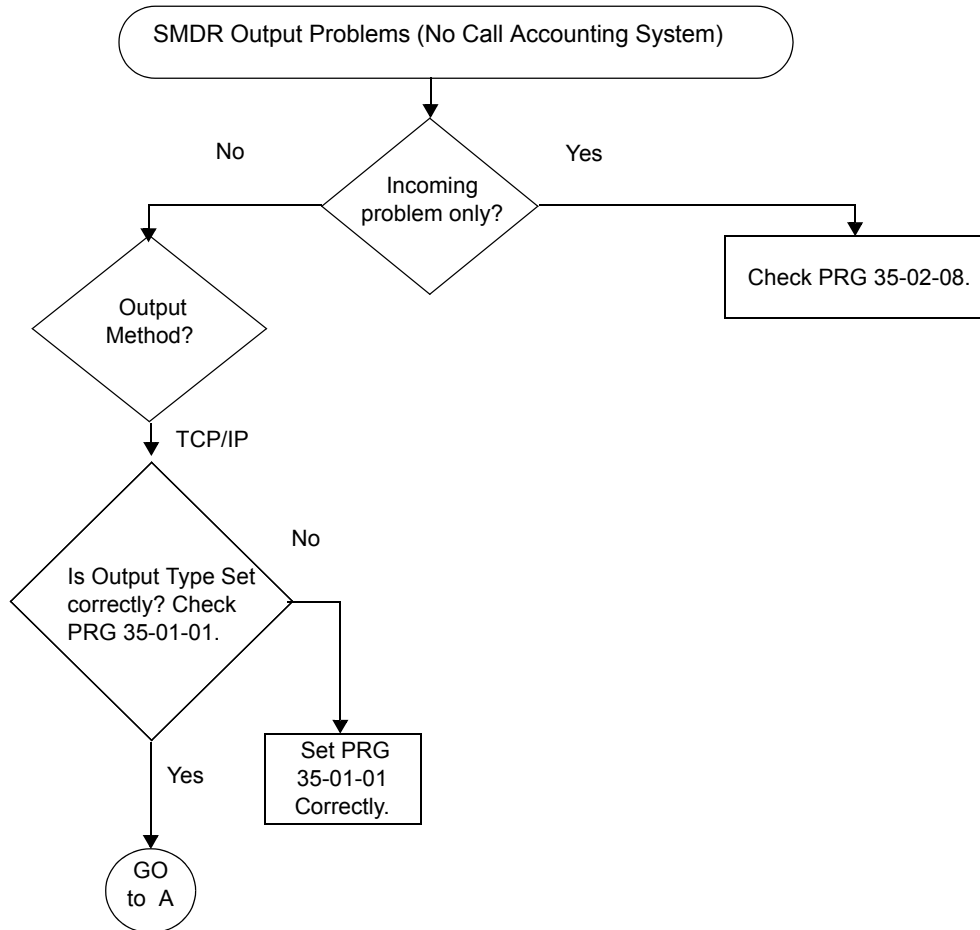 SMDR Output Problems (No Call Accounting System)
No
Yes
Incoming
problem only?
Check PRG 35-02-08.
Output
Method?
TCP/IP
No
Is Output Type Set
correctly? Check
PRG 35-01-01.
Set PRG
35-01-01
Correctly.
Yes
GO
to A